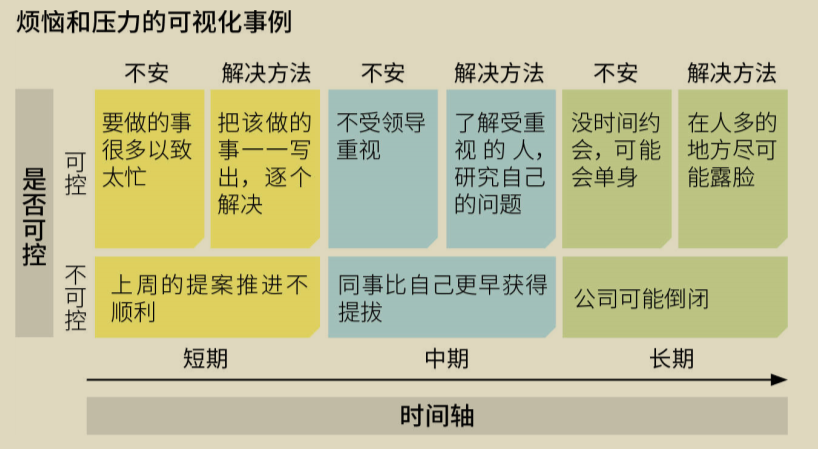 烦恼和压力的可视化事例
不安
解决方法
不安
解决方法
不安
解决方法
是否可控
可控
要做的事
很多以致
太忙
把该做的
事一一写
出，逐个
解决
不受领导
重视
了解受重
视的人，
研究自己
的问题
没时间约
会，可能
会单身
在人多的
地方尽可
能露脸
不可控
上周的提案推进不
顺利
同事比自己更早获得
提拔
公司可能倒闭
短期
中期
长期
时间轴